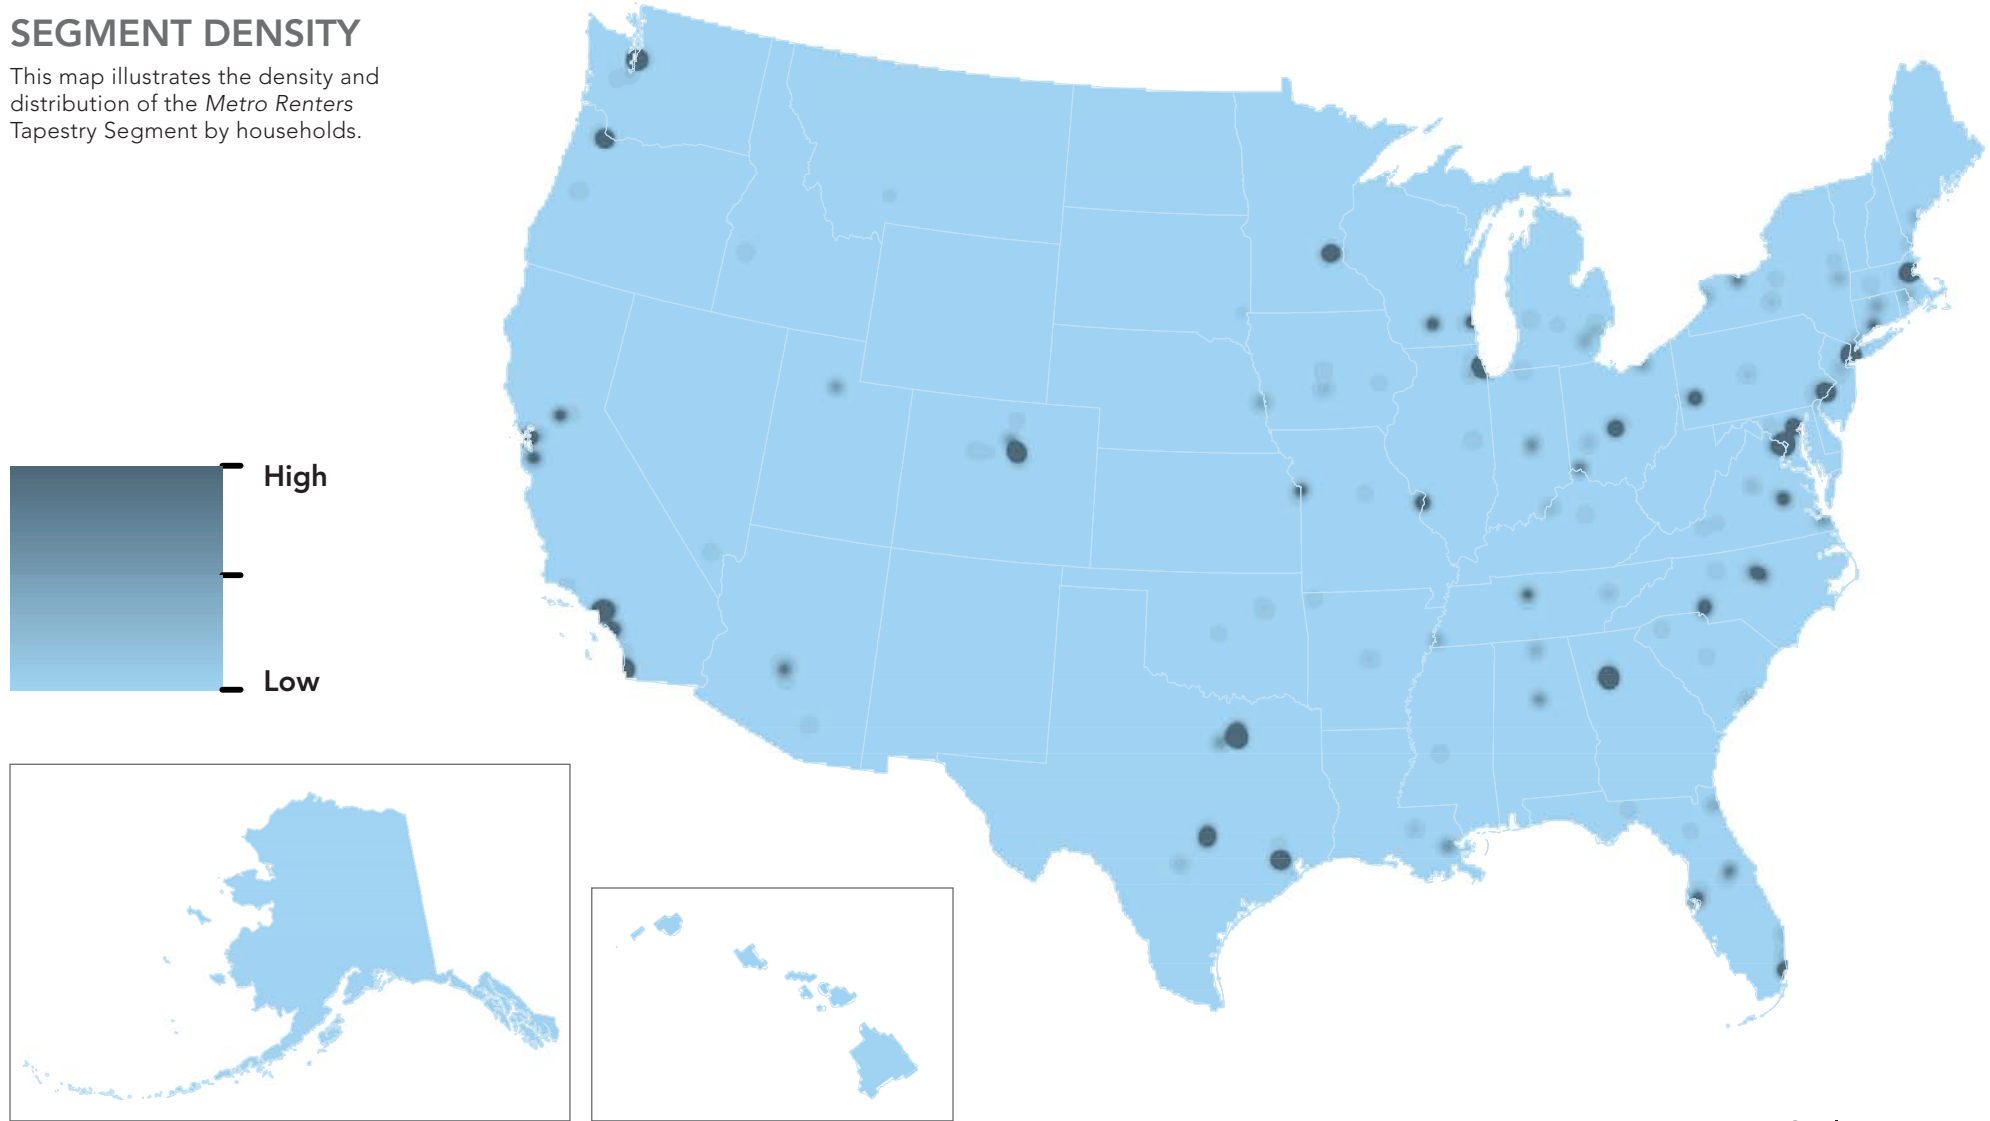 SEGMENT DENSITY
This map illustrates the density and
distribution of the Metro Renters
Tapestry Segment by households.
High
Low